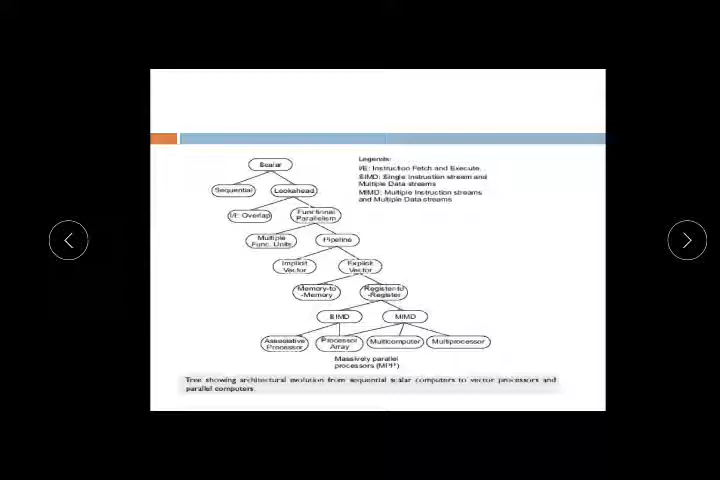 Scalar
Legends:
I/E: Instruction Fetch and Execute.
SIMD: Single Instruction stream and
Multiple Data streams
MIMD: Multiple Instruction streams
and Multiple Data streams
Sequential
Lookahead
I/E Overlap
Functional
Parallelism
Multiple
Func. Units
Pipeline
Implicit
Vector
Explicit
Vector
Memory-to
-Memory
Register-to
-Register
SIMD
MIMD
Associative
Processor
Processor
Array
Multicomputer
Multiprocessor
Massively parallel
processors (MPP)
Tree showing architectural evolution from sequential scalar computers to vector processors and
parallel computers.